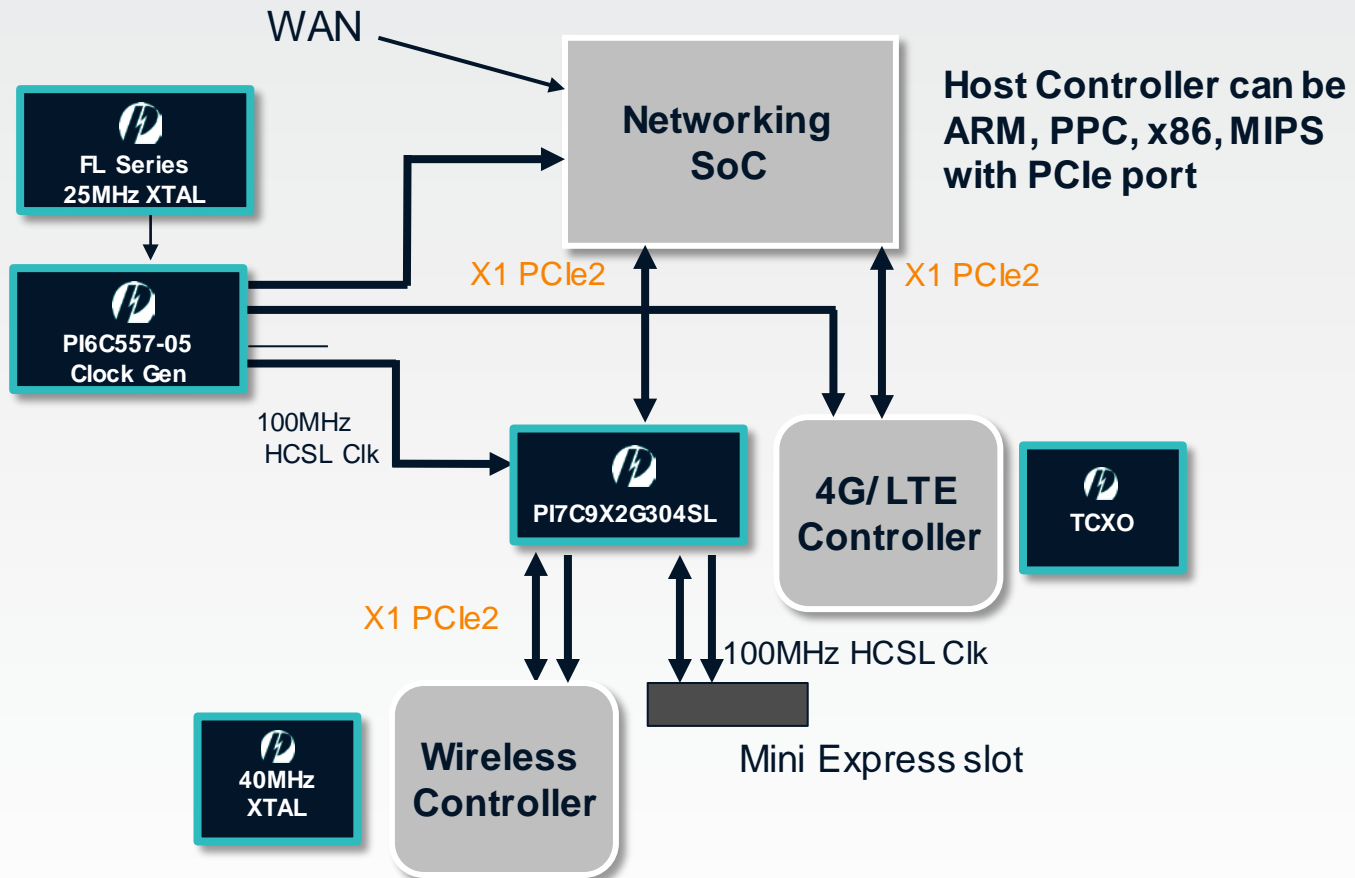 WAN
Networking
SoC
Host Controller can be
ARM, PPC, x86, MIPS
with PCIe port
FL Series
25MHz XTAL
X1 PCIe2
X1 PCIe2
PI6C557-05
Clock Gen
100MHz
HCSL Clk
PI7C9X2G304SL
4G/LTE
Controller
TCXO
X1 PCIe2
100MHz HCSL Clk
40MHz
XTAL
Wireless
Controller
Mini Express slot